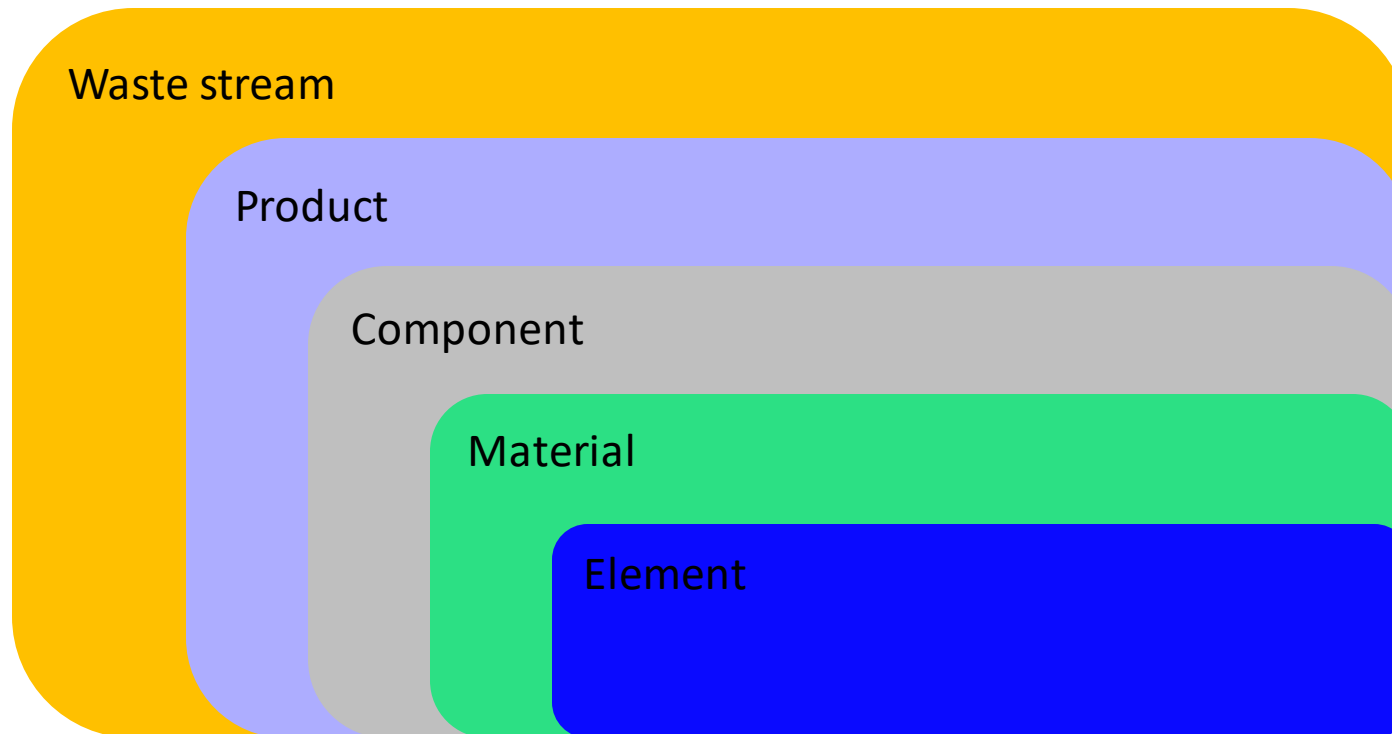 Waste stream
Product
Component
Material
Element